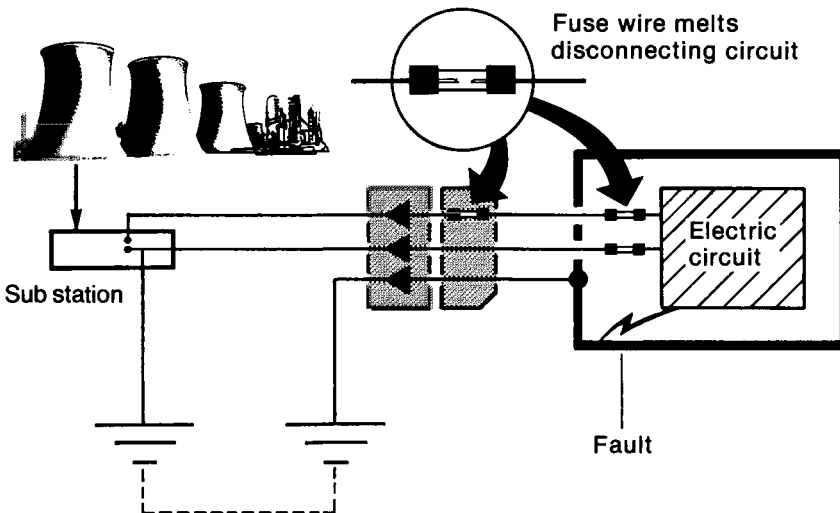 Fuse wire melts
disconnecting circuit
Electric
circuit
Sub station
Fault